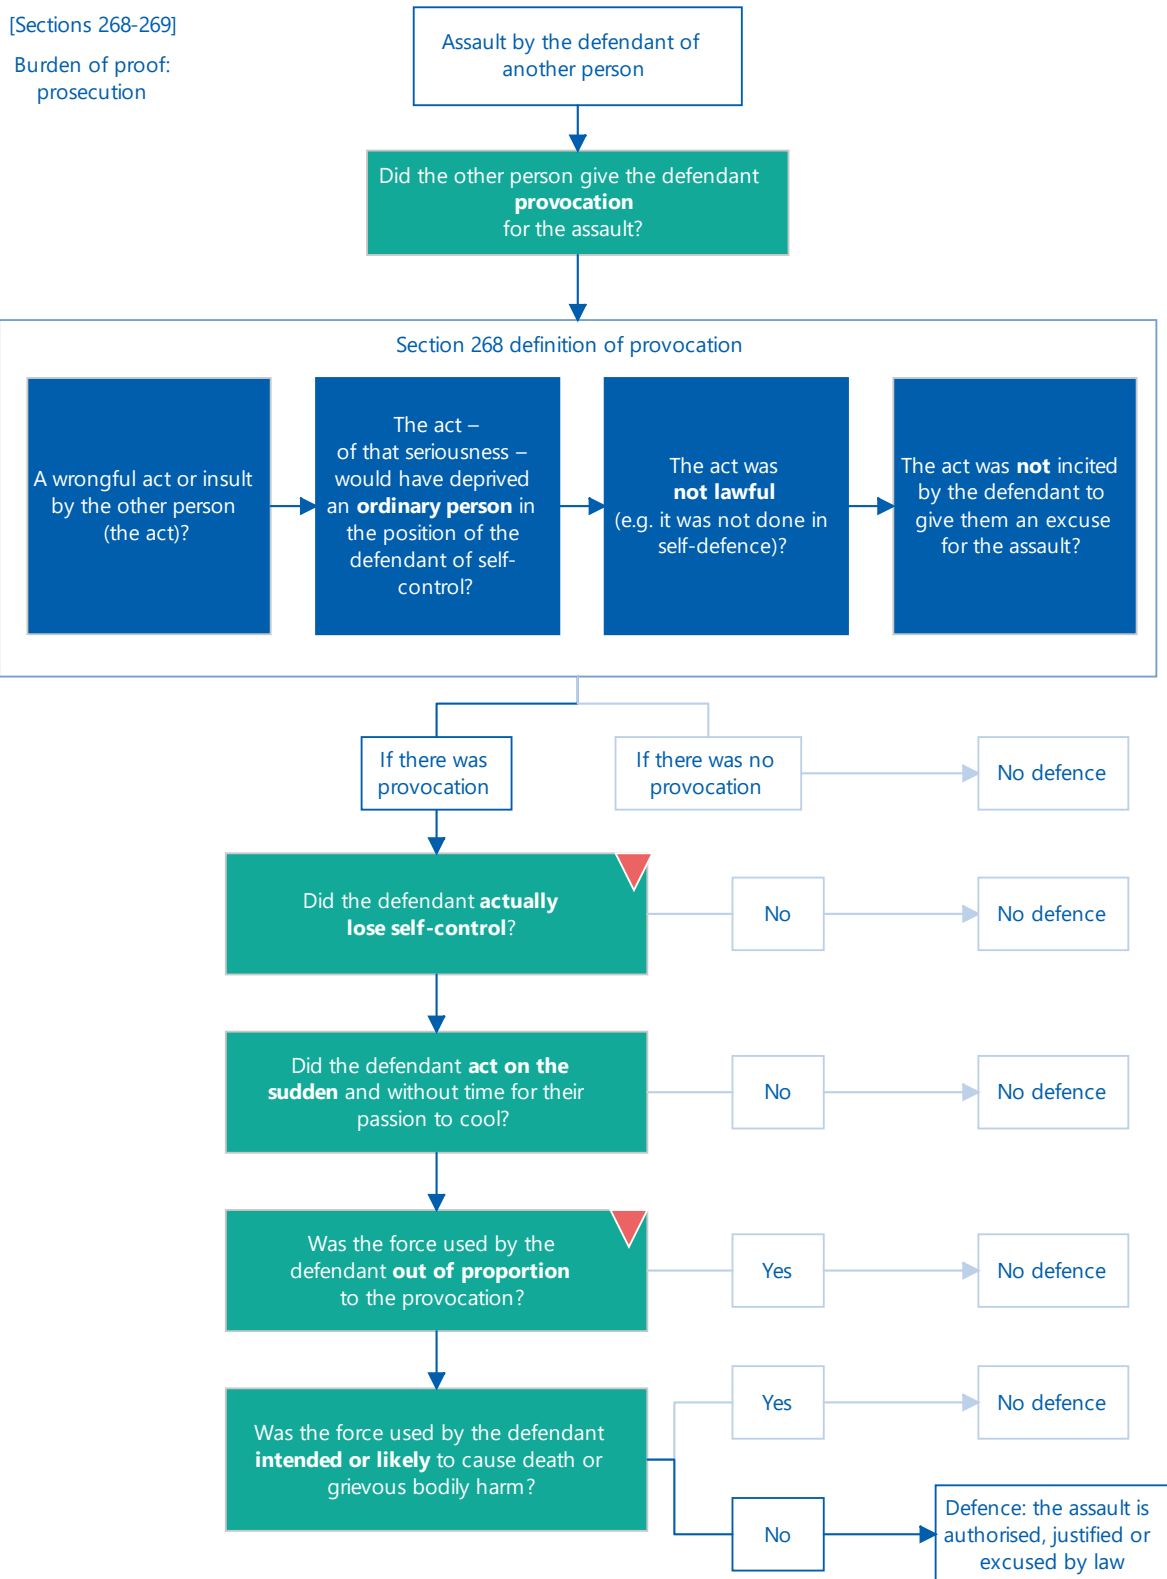 [Sections 268-269]
Burden of proof:
prosecution
Assault by the defendant of
another person
Did the other person give the defendant
provocation
for the assault?
Section 268 definition of provocation
A wrongful act or insult
by the other person
(the act)?
The act –
of that seriousness –
would have deprived
an ordinary person in
the position of the
defendant of self-
control?
The act was
not lawful
(e.g. it was not done in
self-defence)?
The act was not incited
by the defendant to
give them an excuse
for the assault?
If there was
provocation
If there was no
provocation
No defence
Did the defendant actually
lose self-control?
No
No defence
Did the defendant act on the
sudden and without time for their
passion to cool?
No
No defence
Was the force used by the
defendant out of proportion
to the provocation?
Yes
No defence
Was the force used by the defendant
intended or likely to cause death or
grievous bodily harm?
Yes
No defence
No
Defence: the assault is
authorised, justified or
excused by law